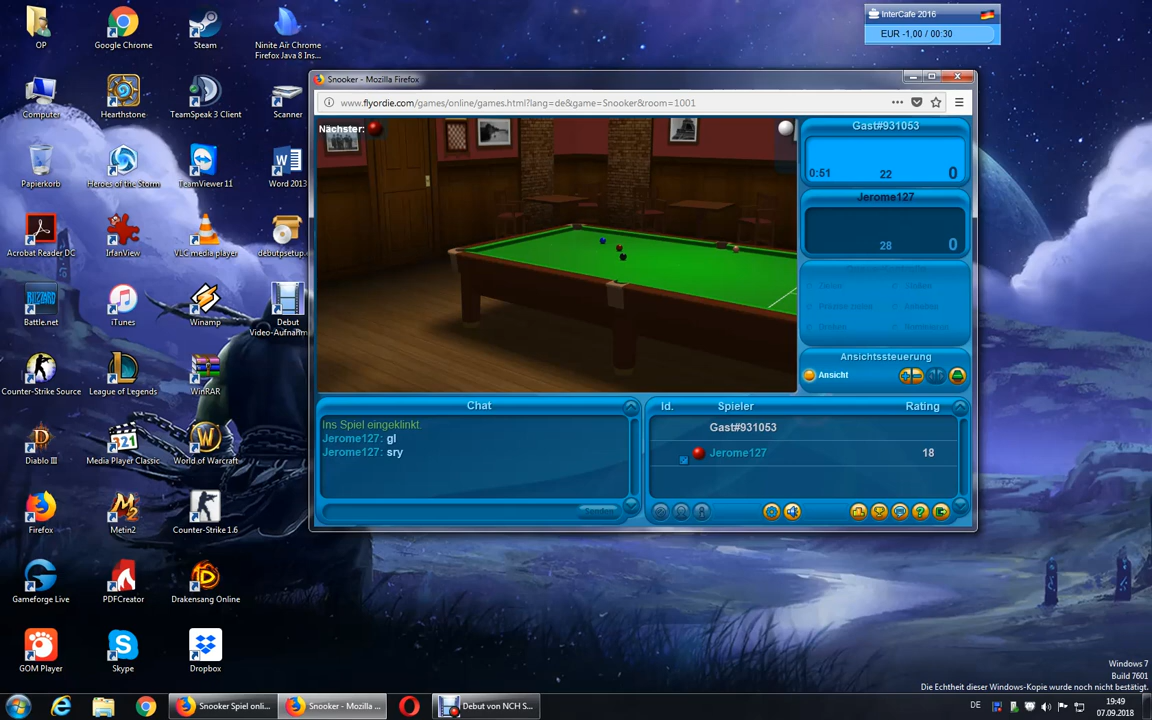 OP
Google Chrome
Steam
Ninite Air Chrome
Firefox Java 8 Ins...
InterCafe 2016
EUR -1,00 / 00:30
Computer
Hearthstone
TeamSpeak 3 Client
Scanner
Papierkorb
Heroes of the Storm
TeamViewer 11
Word 2013
Acrobat Reader DC
IrfanView
VLC media player
debutpsetup.
Battle.net
iTunes
Winamp
Debut
Video-Aufnahm
Counter-Strike Source
League of Legends
WinRAR
Diablo III
Media Player Classic
World of Warcraft
Firefox
Metin2
Counter-Strike 1.6
Gameforge Live
PDFCreator
Drakensang Online
GOM Player
Skype
Dropbox
Snooker - Mozilla Firefox
www.flyordie.com/games/online/games.html?lang=de&game=Snooker&room=1001
Nächster:
Gast#931053
0:51 22 0
Jerome127
28 0
Ansichtssteuerung
Ansicht
Chat
Ins Spiel eingeklinkt.
Jerome127: gl
Jerome127: sry
Id. Spieler Rating
Gast#931053
Jerome127 18
Windows 7
Build 7601
Die Echtheit dieser Windows-Kopie wurde noch nicht bestätigt.
Snooker Spiel onli...
Snooker - Mozilla ...
Debut von NCH S...
DE
19:49
07.09.2018